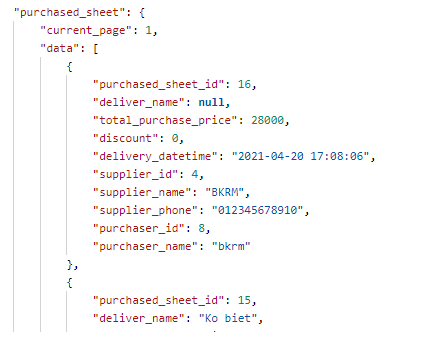 "purchased_sheet": {
"current_page": 1,
"data": [
{
"purchased_sheet_id": 16,
"deliver_name": null,
"total_purchase_price": 28000,
"discount": 0,
"delivery_datetime": "2021-04-20 17:08:06",
"supplier_id": 4,
"supplier_name": "BKRM",
"supplier_phone": "012345678910",
"purchaser_id": 8,
"purchaser_name": "bkrm"
},
{
"purchased_sheet_id": 15,
"deliver_name": "Ko biet",